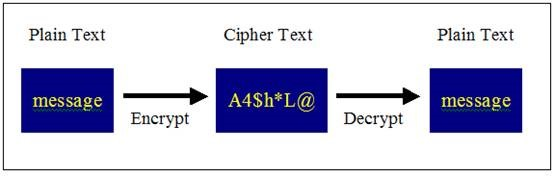 Plain Text Cipher Text Plain Text
message A4$h*L@ message
Encrypt Decrypt